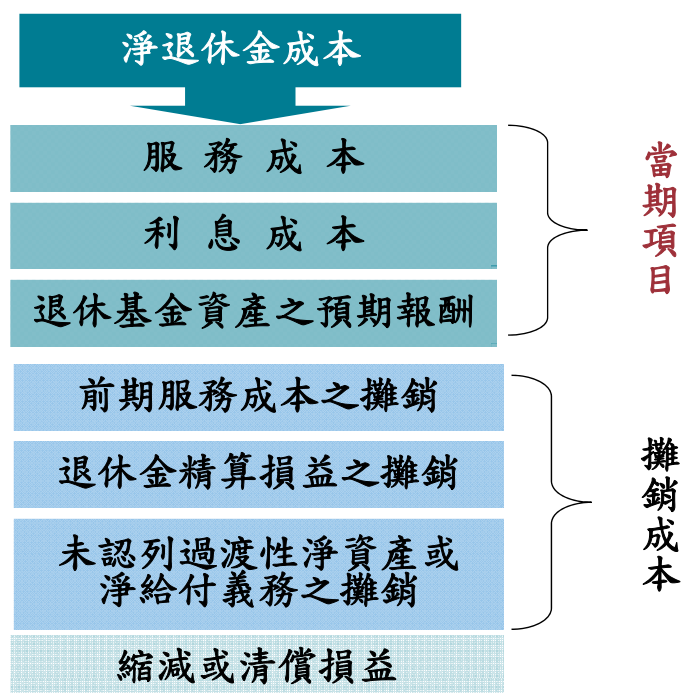 淨退休金成本
服務成本
利息成本
退休基金資產之預期報酬
當期項目
前期服務成本之攤銷
退休金精算損益之攤銷
未認列過渡性淨資產或
淨給付義務之攤銷
攤銷成本
縮減或清償損益